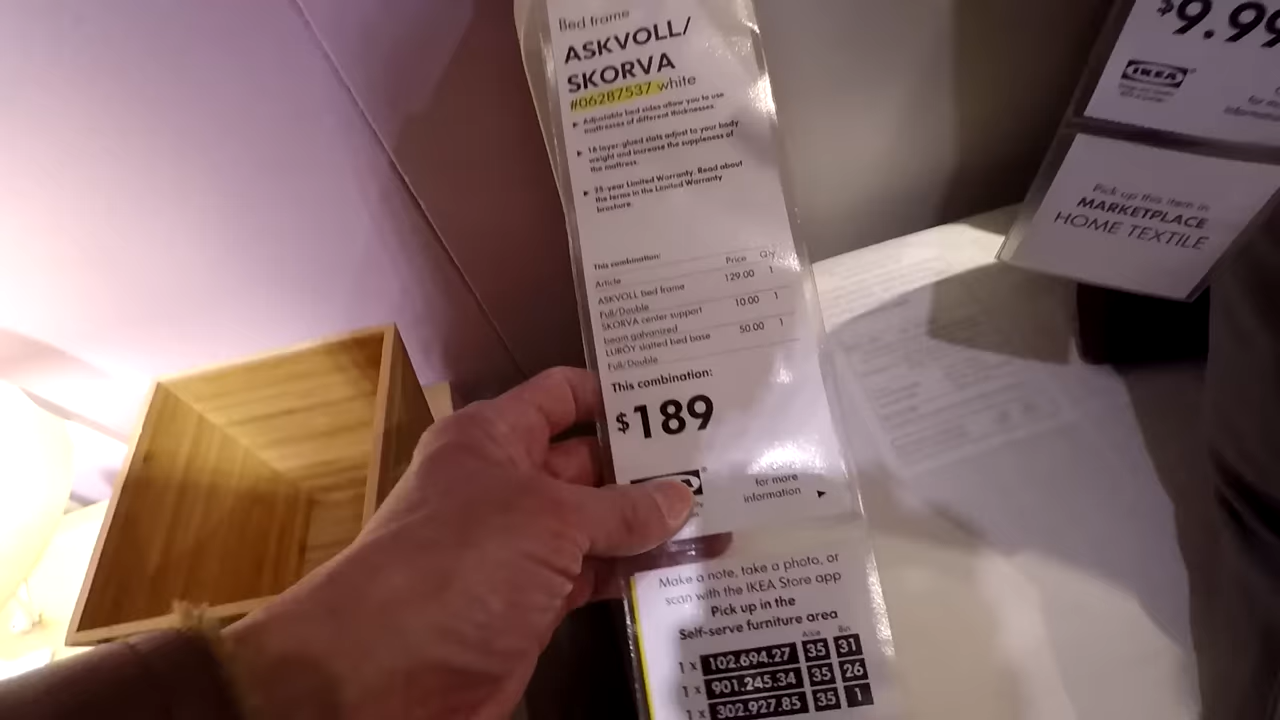 Bed frame
ASKVOLL/
SKORVA
#06287537 white
▸ Adjustable bed sides allow you to use
mattresses of different thicknesses.
▸ 16 layer-glued slats adjust to your body
weight and increase the suppleness of
the mattress.
▸ 25-year Limited Warranty. Read about
the terms in the Limited Warranty
brochure.
This combination:
Article Price Qty
ASKVOLL bed frame 129.00 1
Full/Double
SKORVA center support 10.00 1
beam galvanized
LURÖY slatted bed base 50.00 1
Full/Double
This combination:
$189
for more
information ▸
Make a note, take a photo, or
scan with the IKEA Store app
Pick up in the
Self-serve furniture area
Aisle Bin
1 x 102.694.27 35 31
1 x 901.245.34 35 26
1 x 302.927.85 35 1
$9.99
IKEA
Pick up this item in
MARKETPLACE
HOME TEXTILE